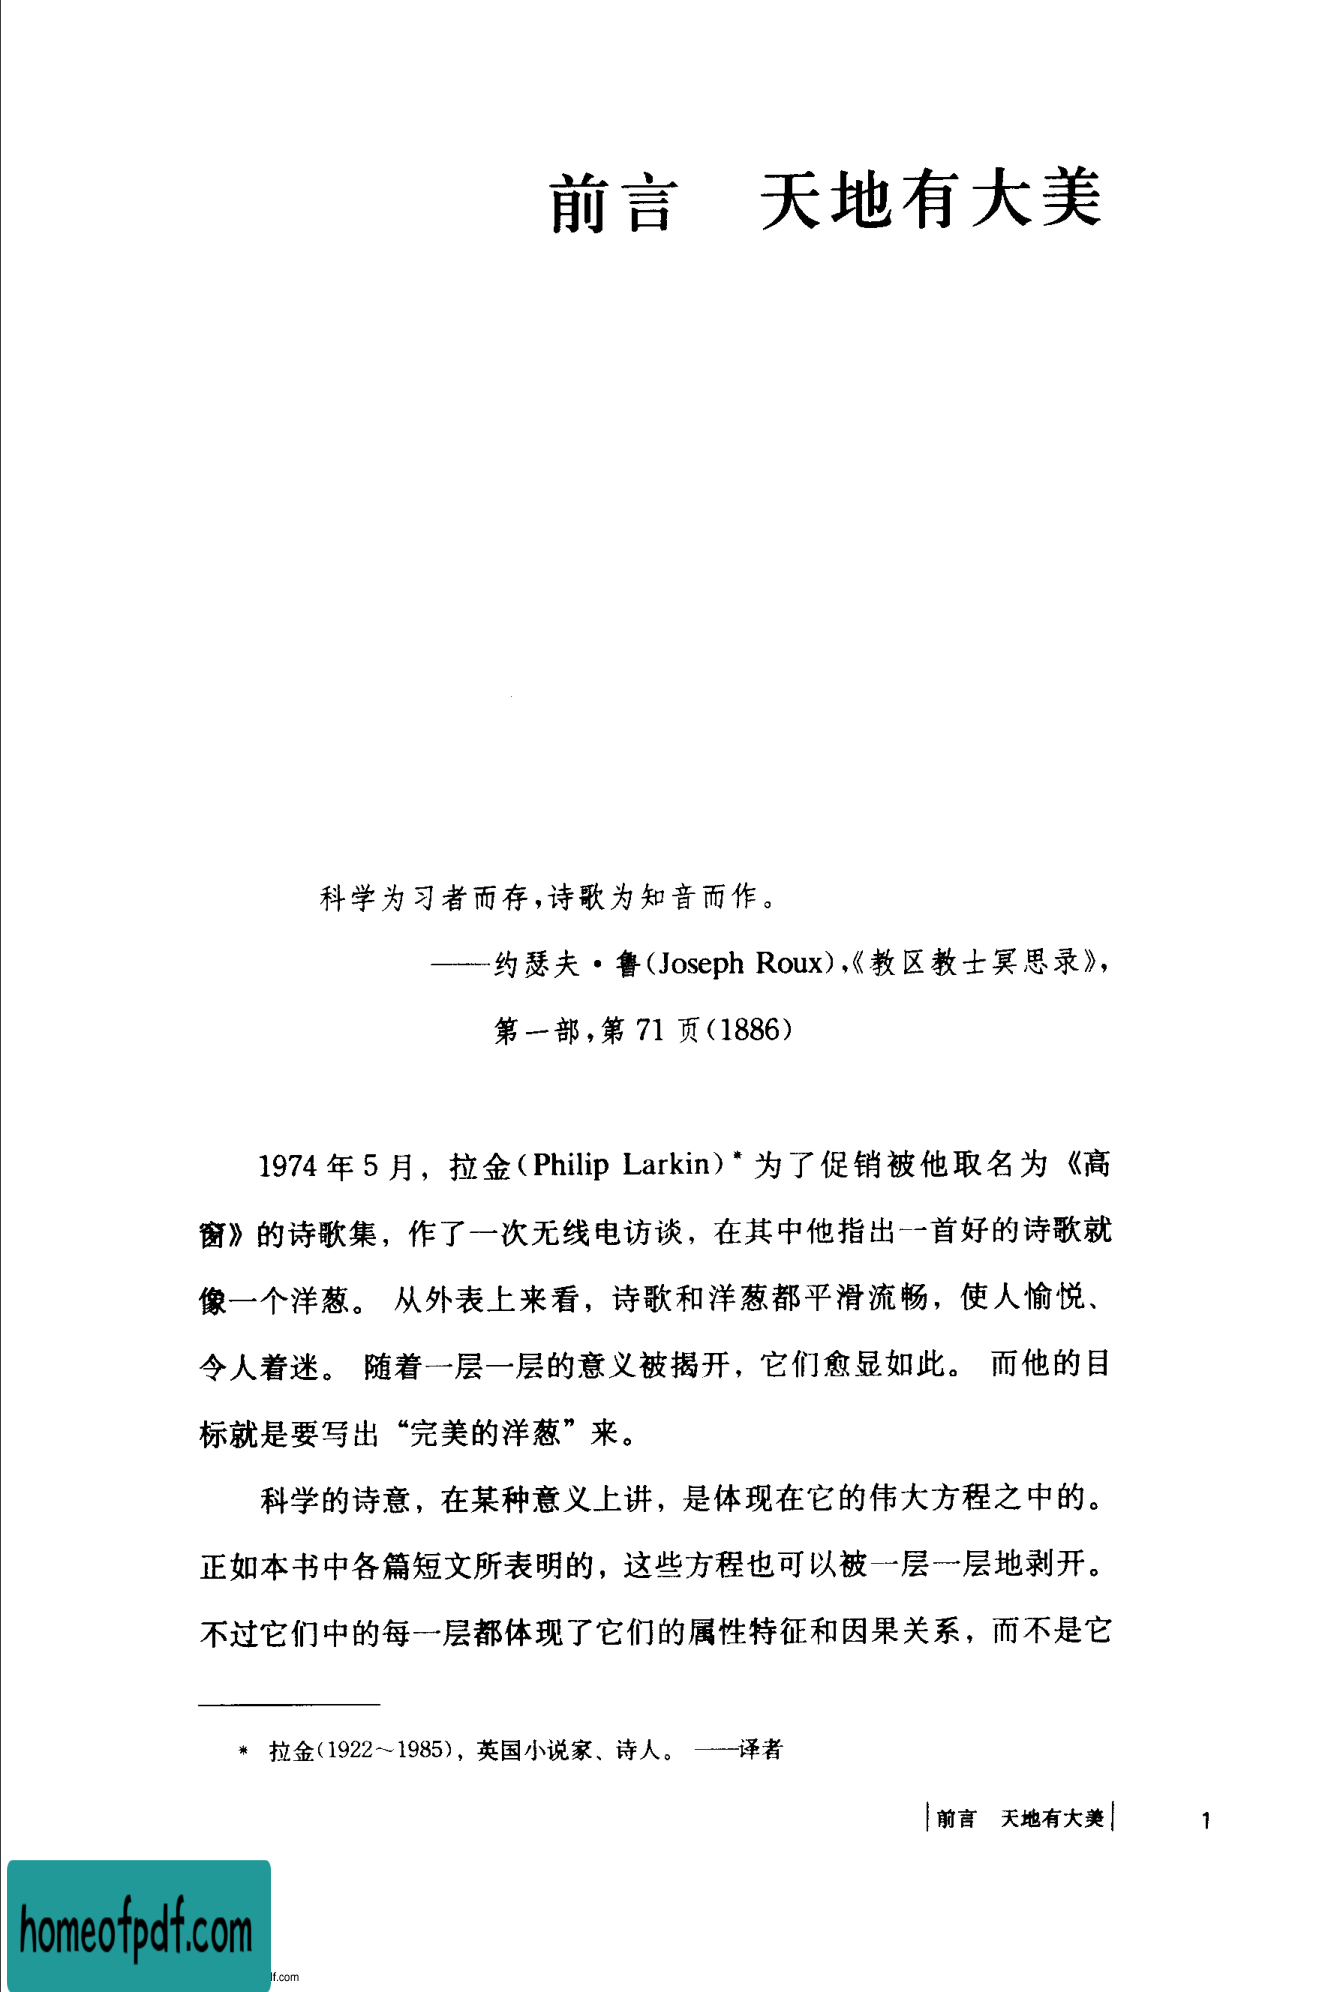 前言　天地有大美
科学为习者而存,诗歌为知音而作。
——约瑟夫·鲁(Joseph Roux),《教区教士冥思录》,
第一部,第 71 页(1886)
1974 年 5 月，拉金(Philip Larkin)* 为了促销被他取名为《高
窗》的诗歌集，作了一次无线电访谈，在其中他指出一首好的诗歌就
像一个洋葱。 从外表上来看，诗歌和洋葱都平滑流畅，使人愉悦、
令人着迷。 随着一层一层的意义被揭开，它们愈显如此。 而他的目
标就是要写出“完美的洋葱”来。
科学的诗意，在某种意义上讲，是体现在它的伟大方程之中的。
正如本书中各篇短文所表明的，这些方程也可以被一层一层地剥开。
不过它们中的每一层都体现了它们的属性特征和因果关系，而不是它
* 拉金(1922～1985)，英国小说家、诗人。 ——译者
前言　天地有大美 1
homeofpdf.com
lf.com